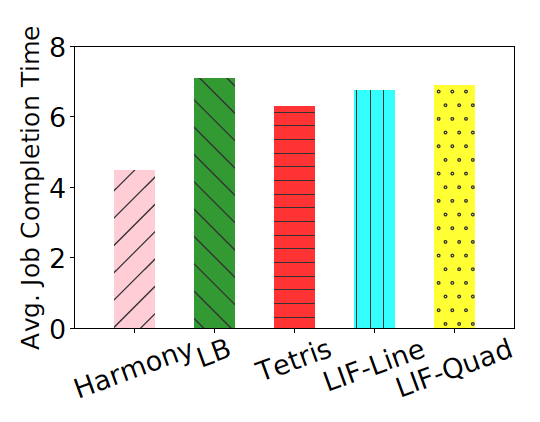 Avg. Job Completion Time
8
6
4
2
0
Harmony
LB
Tetris
LIF-Line
LIF-Quad